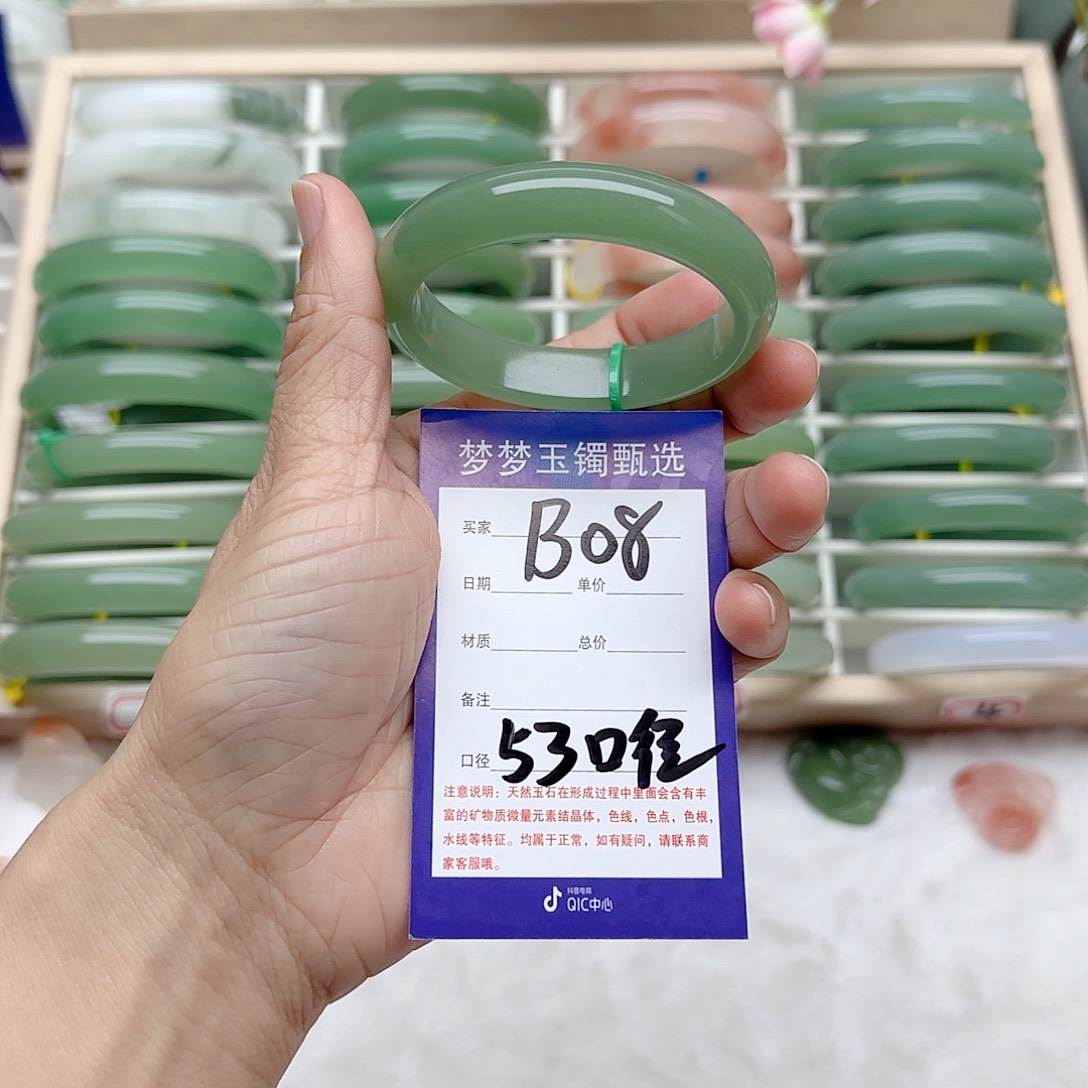 梦梦玉镯甄选
买家 B08
日期 单价
材质 总价
备注
口径 53口径
注意说明：天然玉石在形成过程中里面会含有丰
富的矿物质微量元素结晶体，色线，色点，色根，
水线等特征。均属于正常，如有疑问，请联系商
家客服哦。
抖音电商
QIC中心